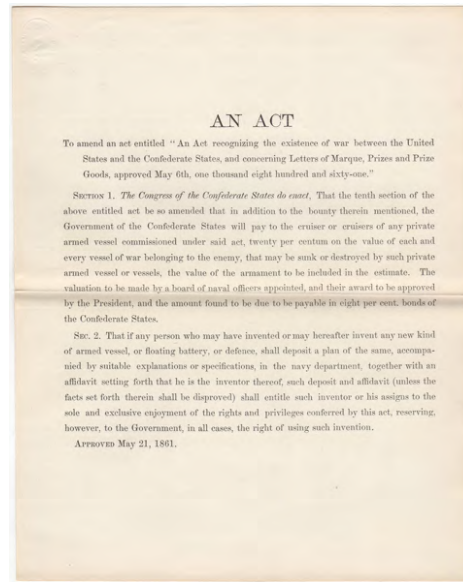 AN ACT
To amend an act entitled "An Act recognizing the existence of war between the United
States and the Confederate States, and concerning Letters of Marque, Prizes and Prize
Goods, approved May 6th, one thousand eight hundred and sixty-one."
SECTION 1. The Congress of the Confederate States do enact, That the tenth section of the
above entitled act be so amended that in addition to the bounty therein mentioned, the
Government of the Confederate States will pay to the cruiser or cruisers of any private
armed vessel commissioned under said act, twenty per centum on the value of each and
every vessel of war belonging to the enemy, that may be sunk or destroyed by such private
armed vessel or vessels, the value of the armament to be included in the estimate. The
valuation to be made by a board of naval officers appointed, and their award to be approved
by the President, and the amount found to be due to be payable in eight per cent. bonds of
the Confederate States.
SEC. 2. That if any person who may have invented or may hereafter invent any new kind
of armed vessel, or floating battery, or defence, shall deposit a plan of the same, accompa-
nied by suitable explanations or specifications, in the navy department, together with an
affidavit setting forth that he is the inventor thereof, such deposit and affidavit (unless the
facts set forth therein shall be disproved) shall entitle such inventor or his assigns to the
sole and exclusive enjoyment of the rights and privileges conferred by this act, reserving,
however, to the Government, in all cases, the right of using such invention.
APPROVED May 21, 1861.